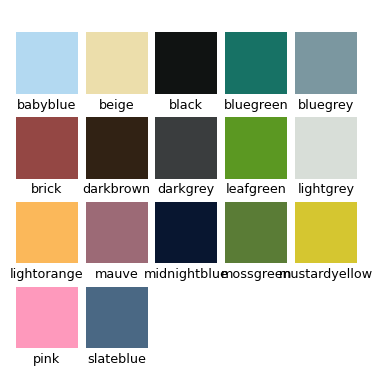 babyblue beige black bluegreen bluegrey
brick darkbrown darkgrey leafgreen lightgrey
lightorange mauve midnightblue mossgreen mustardyellow
pink slateblue